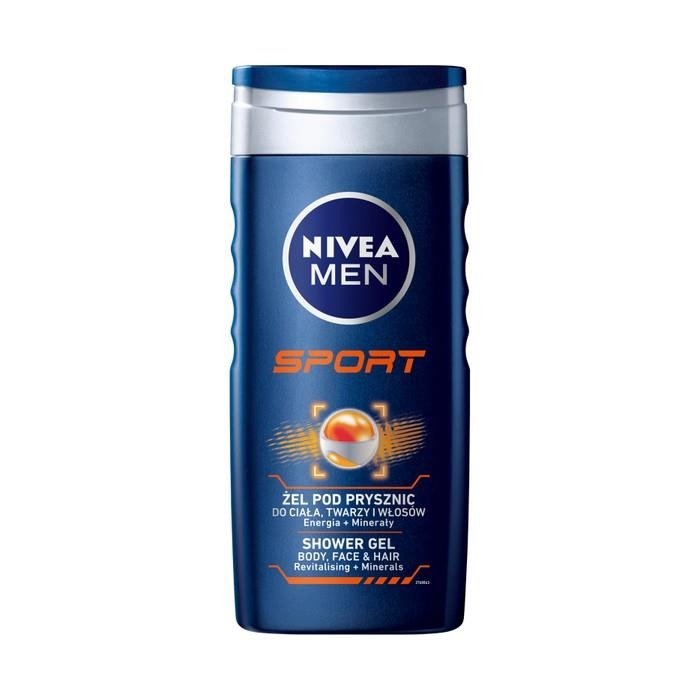 NIVEA
MEN
SPORT
ŻEL POD PRYSZNIC
DO CIAŁA, TWARZY I WŁOSÓW
Energia + Minerały
SHOWER GEL
BODY, FACE & HAIR
Revitalising + Minerals